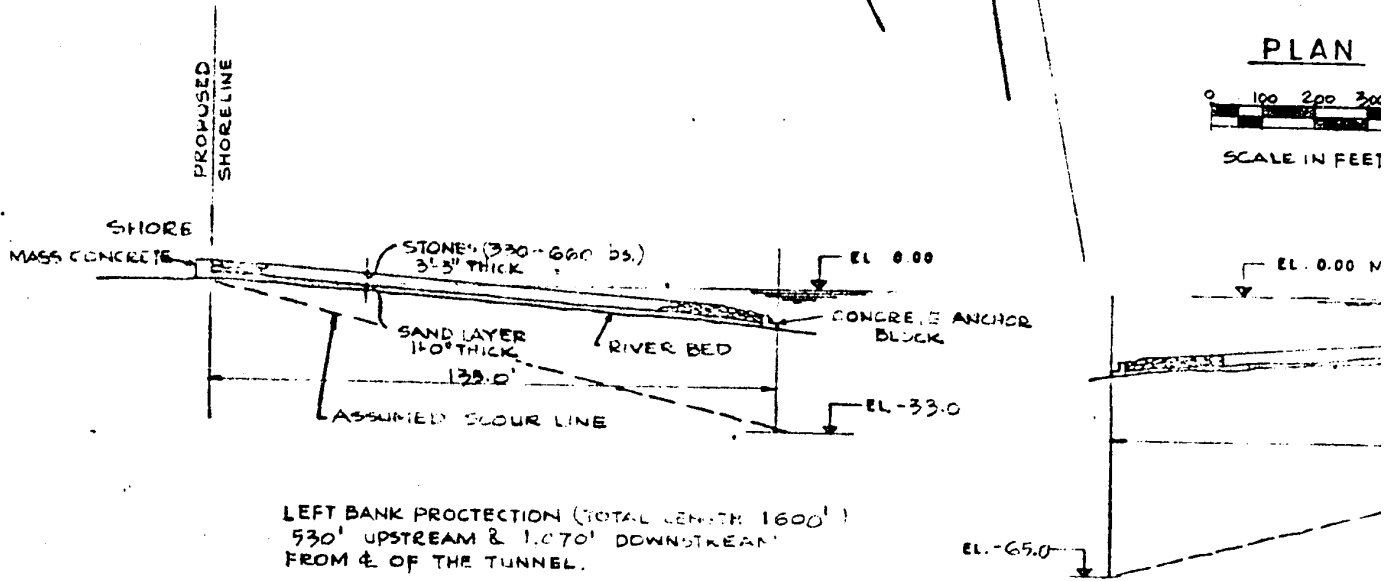 PLAN
0 100 200 300
SCALE IN FEET
PROPOSED
SHORELINE
SHORE
MASS CONCRETE
STONES (330-660 lbs.)
3'-3" THICK
EL 0.00
CONCRETE ANCHOR
BLOCK
SAND LAYER
1'-0" THICK
RIVER BED
ASSUMED SCOUR LINE
EL -33.0
EL. 0.00 M
EL. -65.0
LEFT BANK PROCTECTION (TOTAL LENGTH 1600')
530' UPSTREAM & 1,070' DOWNSTREAM
FROM ℄ OF THE TUNNEL.